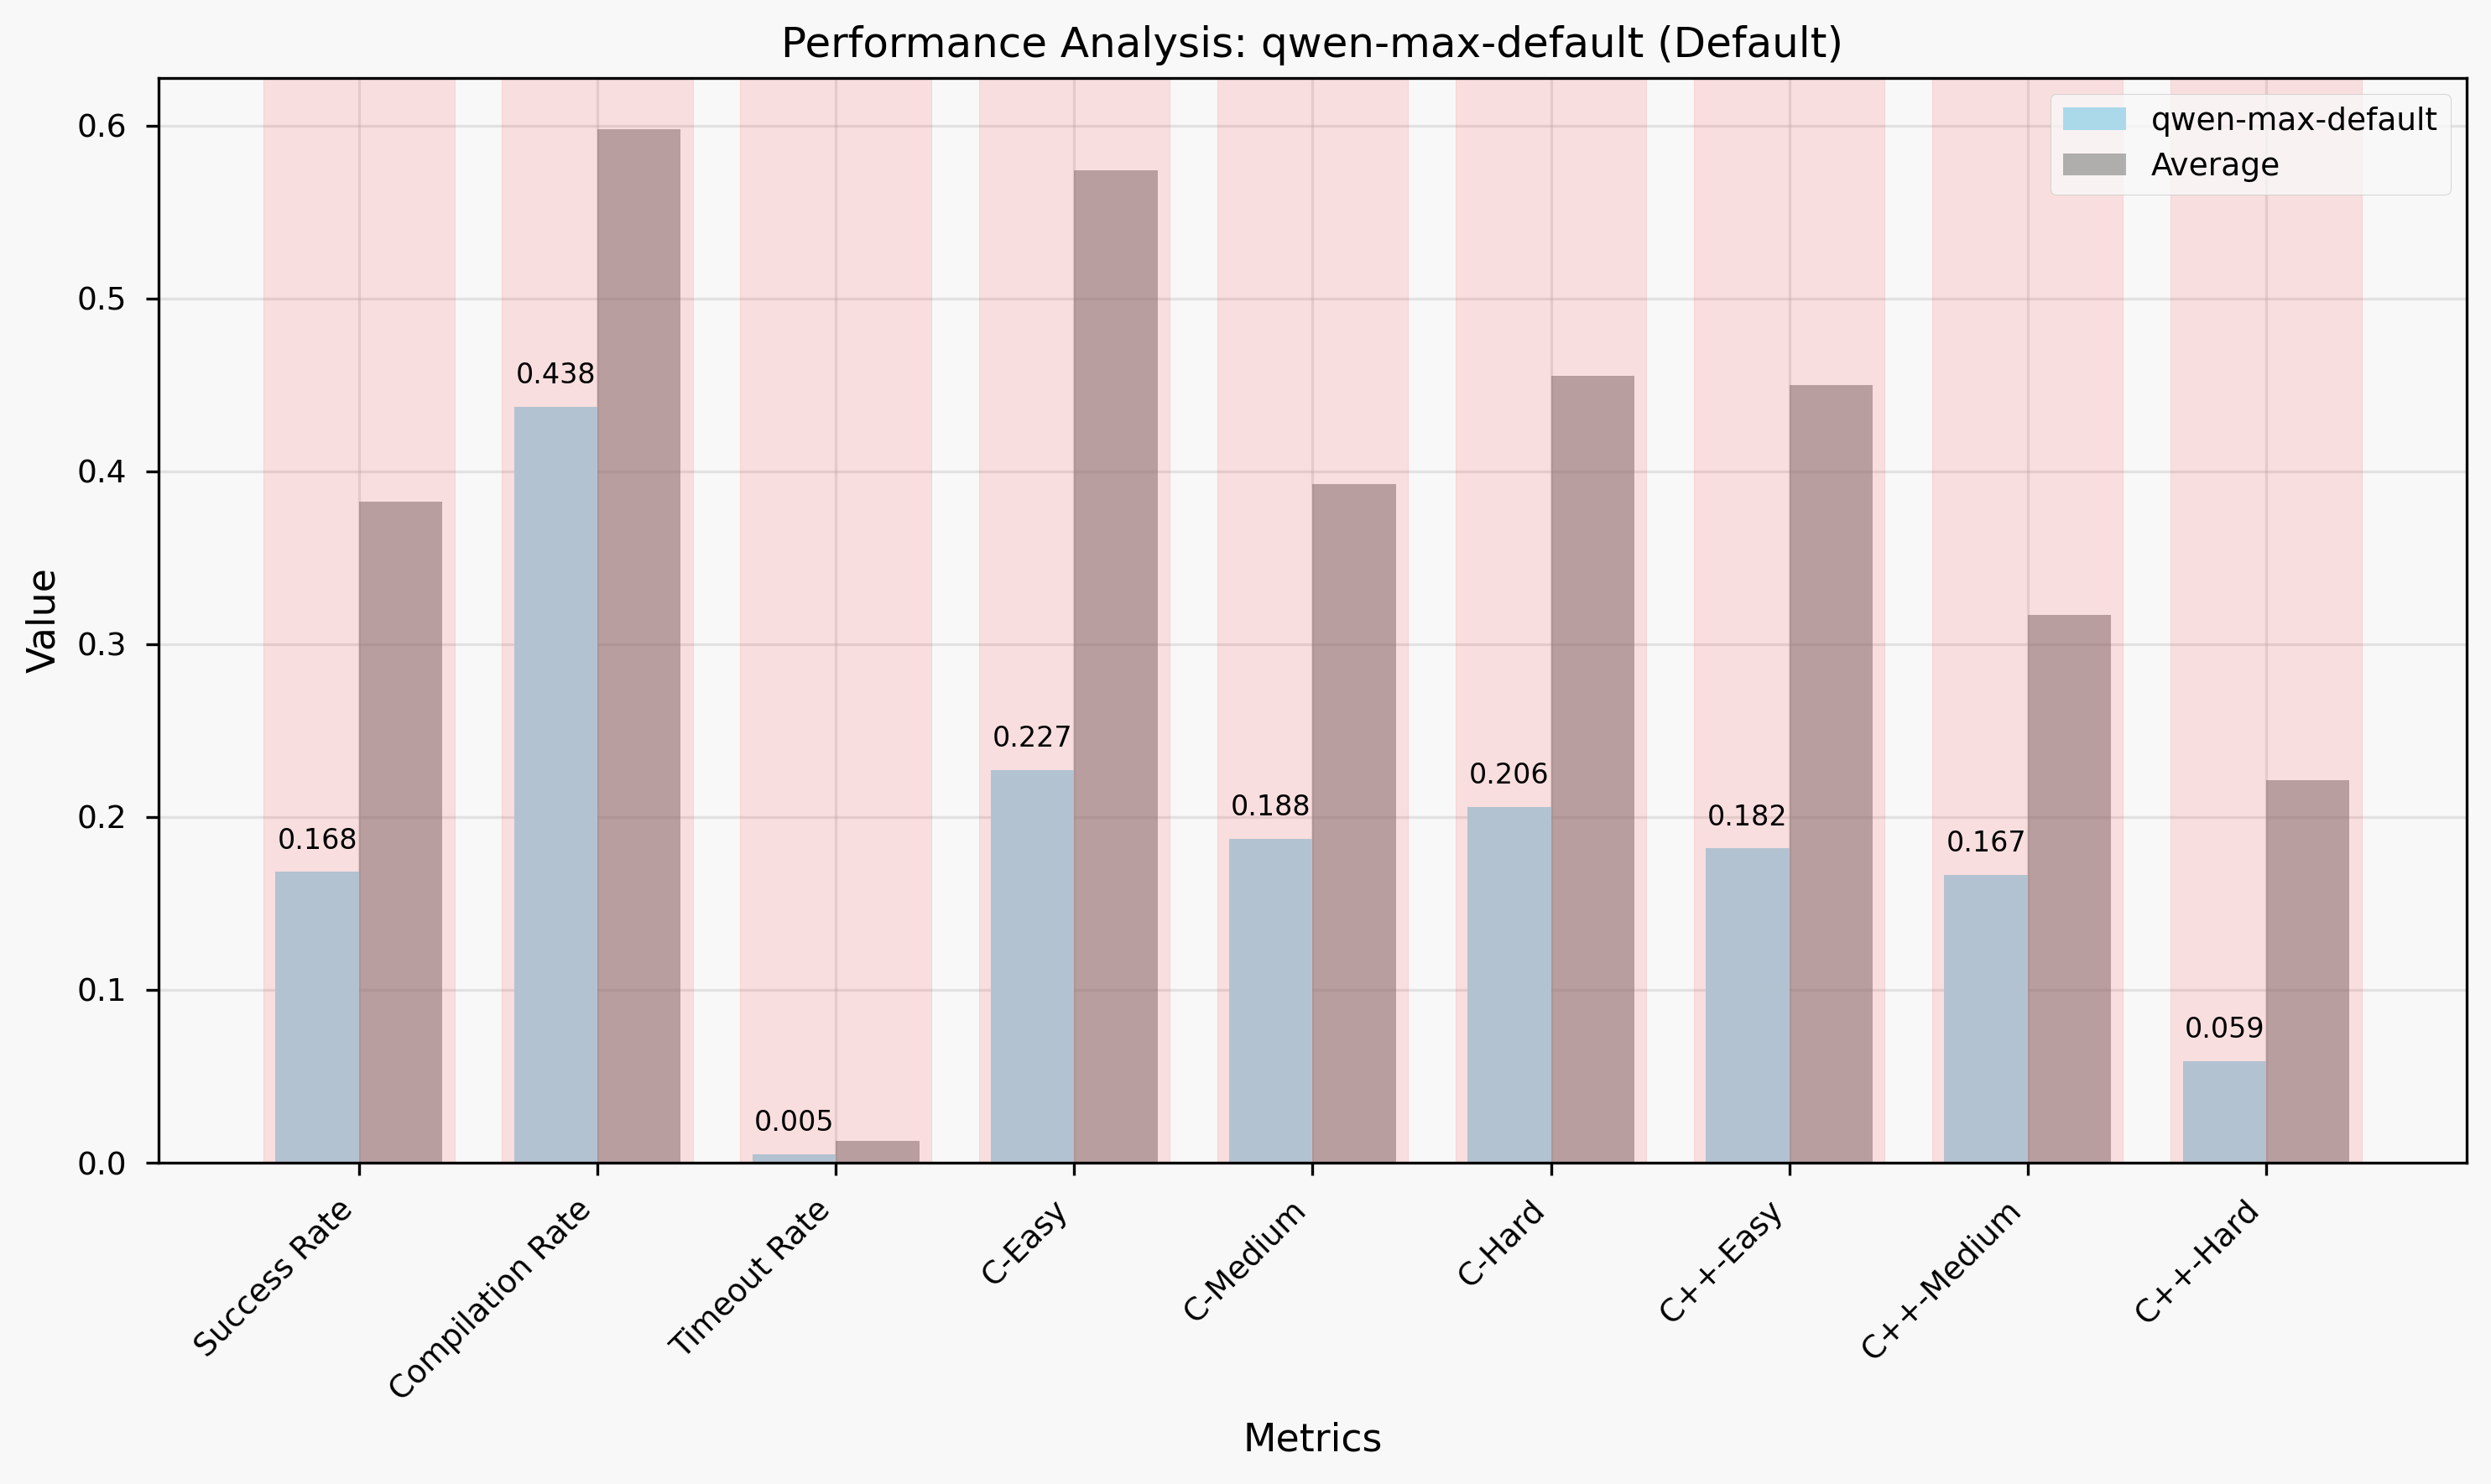 Performance Analysis: qwen-max-default (Default)
qwen-max-default
Average
Value
0.6
0.5
0.4
0.3
0.2
0.1
0.0
0.168
0.438
0.005
0.227
0.188
0.206
0.182
0.167
0.059
Success Rate
Compilation Rate
Timeout Rate
C-Easy
C-Medium
C-Hard
C++-Easy
C++-Medium
C++-Hard
Metrics